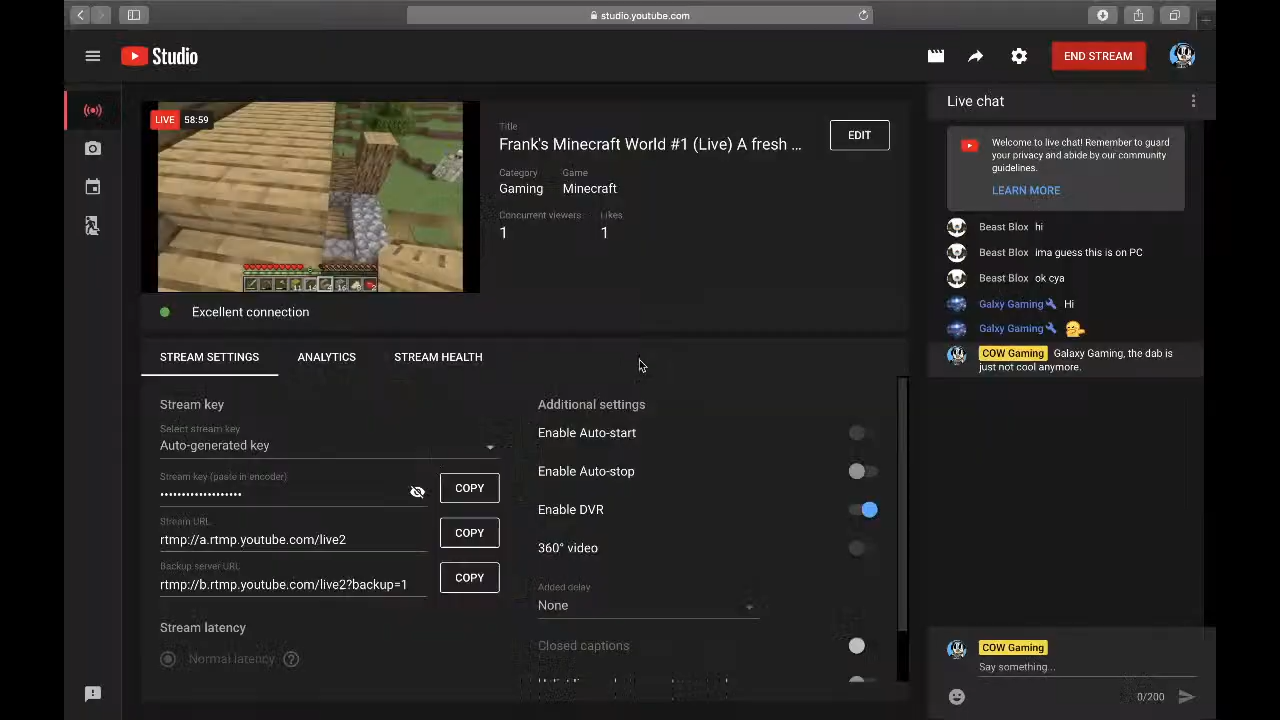 studio.youtube.com
Studio
END STREAM
LIVE 58:59
Title
Frank's Minecraft World #1 (Live) A fresh ...
EDIT
Category Game
Gaming Minecraft
Concurrent viewers Likes
1 1
Excellent connection
STREAM SETTINGS ANALYTICS STREAM HEALTH
Stream key
Select stream key
Auto-generated key
Stream key (paste in encoder)
••••••••••••••••••• COPY
Stream URL
rtmp://a.rtmp.youtube.com/live2 COPY
Backup server URL
rtmp://b.rtmp.youtube.com/live2?backup=1 COPY
Stream latency
Normal latency
Additional settings
Enable Auto-start
Enable Auto-stop
Enable DVR
360° video
Added delay
None
Closed captions
Live chat
Welcome to live chat! Remember to guard
your privacy and abide by our community
guidelines.
LEARN MORE
Beast Blox hi
Beast Blox ima guess this is on PC
Beast Blox ok cya
Galxy Gaming Hi
Galxy Gaming
COW Gaming Galaxy Gaming, the dab is
just not cool anymore.
COW Gaming
Say something...
0/200